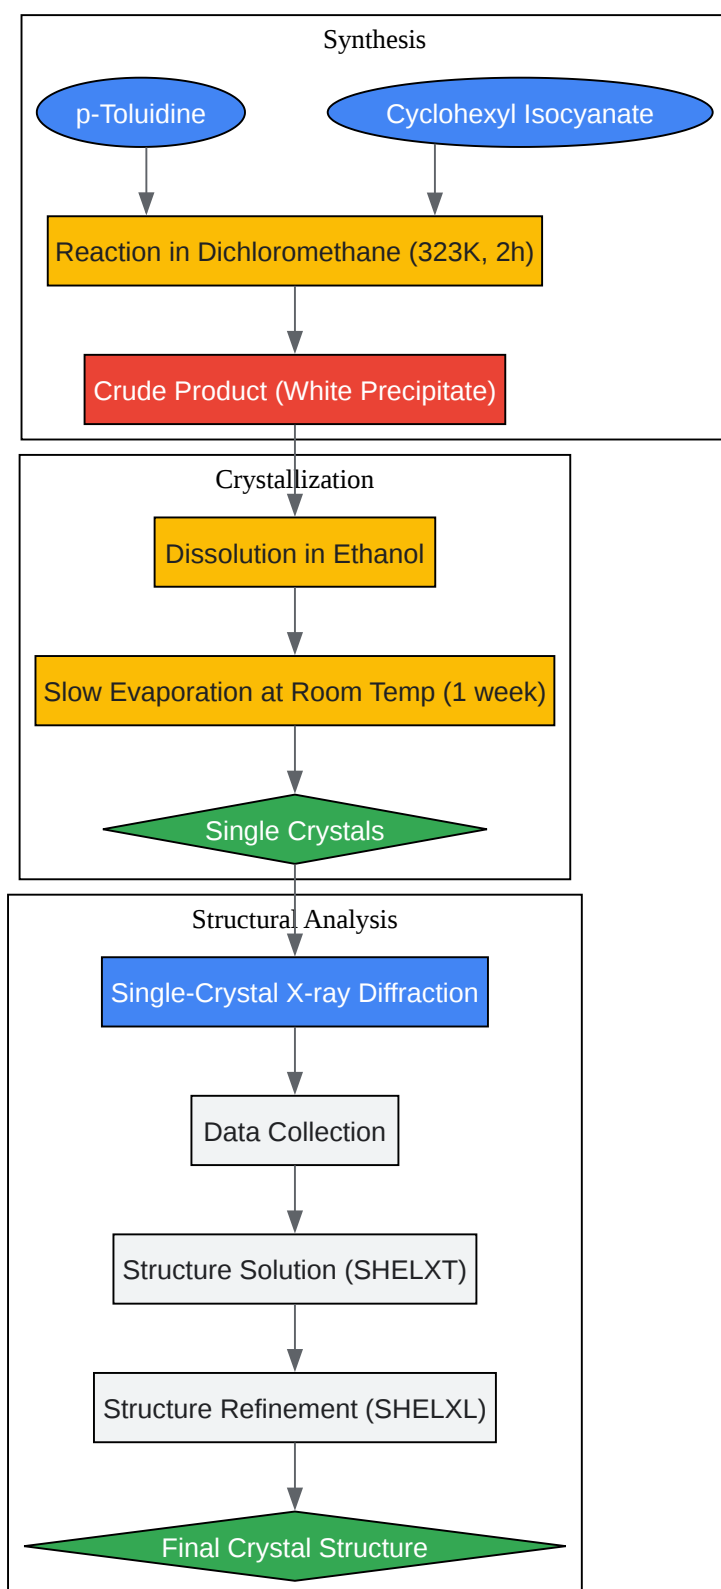 Synthesis
p-Toluidine
Cyclohexyl Isocyanate
Reaction in Dichloromethane (323K, 2h)
Crude Product (White Precipitate)
Crystallization
Dissolution in Ethanol
Slow Evaporation at Room Temp (1 week)
Single Crystals
Structural Analysis
Single-Crystal X-ray Diffraction
Data Collection
Structure Solution (SHELXT)
Structure Refinement (SHELXL)
Final Crystal Structure